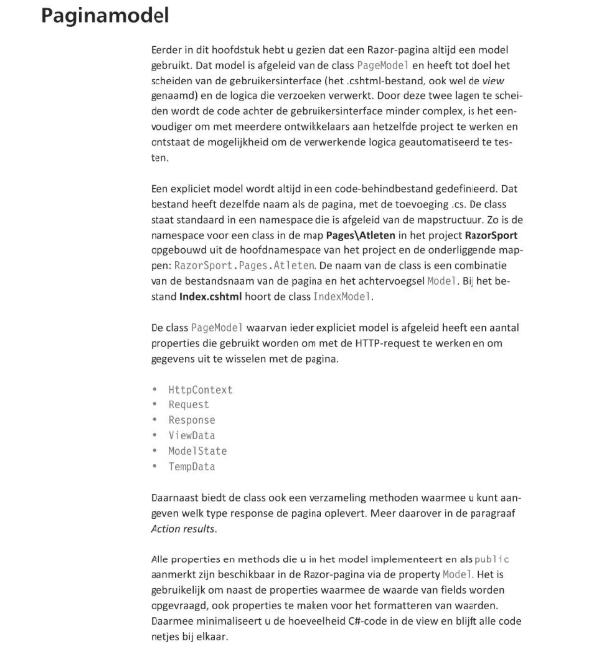 Paginamodel
Eerder in dit hoofdstuk hebt u gezien dat een Razor-pagina altijd een model
gebruikt. Dat model is afgeleid van de class PageModel en heeft tot doel het
scheiden van de gebruikersinterface (het .cshtml-bestand, ook wel de view
genaamd) en de logica die verzoeken verwerkt. Door deze twee lagen te schei-
den wordt de code achter de gebruikersinterface minder complex, is het een-
voudiger om met meerdere ontwikkelaars aan hetzelfde project te werken en
ontstaat de mogelijkheid om de verwerkende logica geautomatiseerd te tes-
ten.
Een expliciet model wordt altijd in een code-behindbestand gedefinieerd. Dat
bestand heeft dezelfde naam als de pagina, met de toevoeging .cs. De class
staat standaard in een namespace die is afgeleid van de mapstructuur. Zo is de
namespace voor een class in de map Pages\Atleten in het project RazorSport
opgebouwd uit de hoofdnamespace van het project en de onderliggende map-
pen: RazorSport.Pages.Atleten. De naam van de class is een combinatie
van de bestandsnaam van de pagina en het achtervoegsel Model. Bij het be-
stand Index.cshtml hoort de class IndexModel.
De class PageModel waarvan ieder expliciet model is afgeleid heeft een aantal
properties die gebruikt worden om met de HTTP-request te werken en om
gegevens uit te wisselen met de pagina.
• HttpContext
• Request
• Response
• ViewData
• ModelState
• TempData
Daarnaast biedt de class ook een verzameling methoden waarmee u kunt aan-
geven welk type response de pagina oplevert. Meer daarover in de paragraaf
Action results.
Alle properties en methods die u in het model implementeert en als public
aanmerkt zijn beschikbaar in de Razor-pagina via de property Model. Het is
gebruikelijk om naast de properties waarmee de waarde van fields worden
opgevraagd, ook properties te maken voor het formatteren van waarden.
Daarmee minimaliseert u de hoeveelheid C#-code in de view en blijft alle code
netjes bij elkaar.